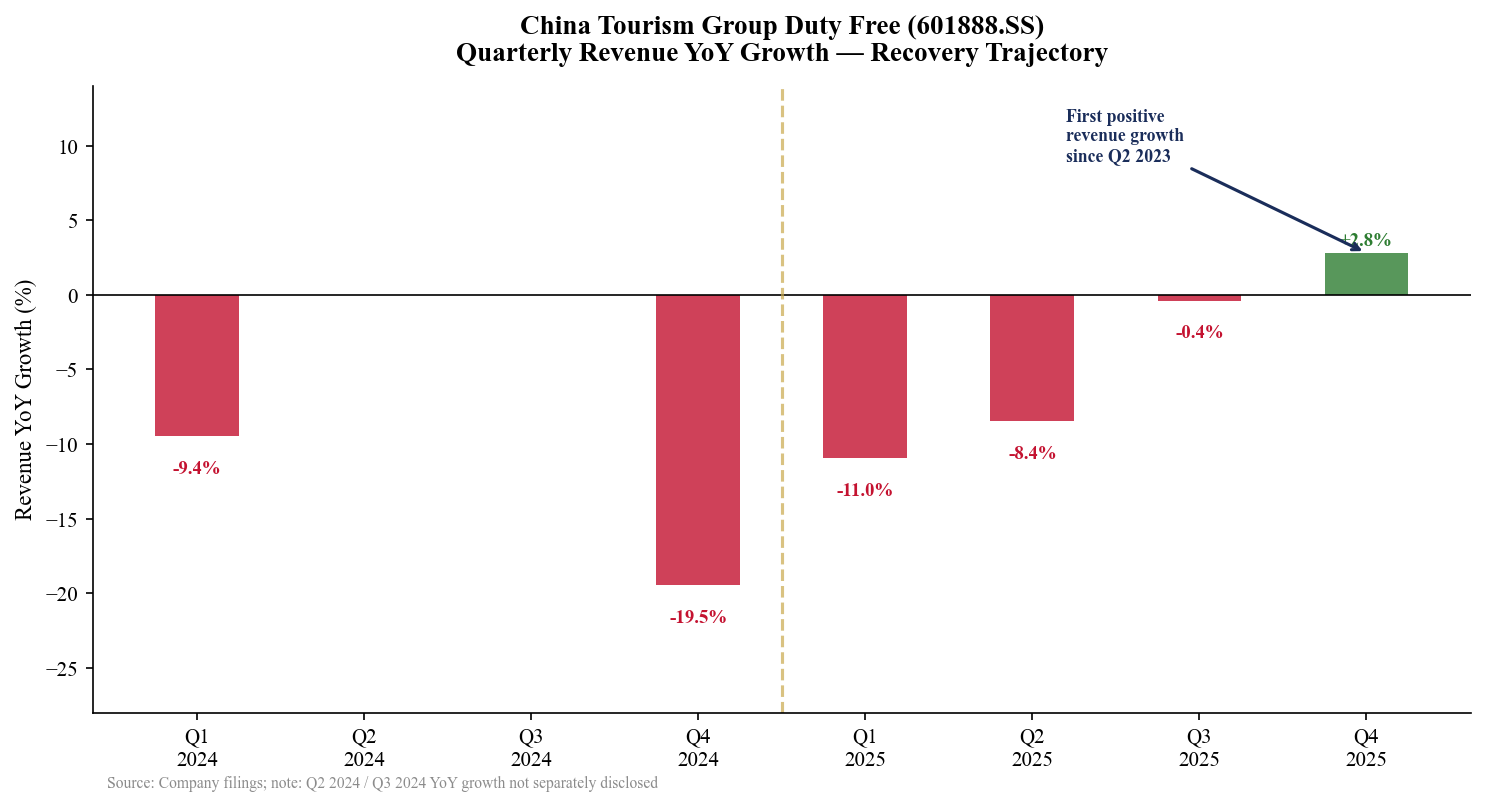 China Tourism Group Duty Free (601888.SS)
Quarterly Revenue YoY Growth — Recovery Trajectory
Revenue YoY Growth (%)
10
5
0
−5
−10
−15
−20
−25
First positive
revenue growth
since Q2 2023
-9.4%
-19.5%
-11.0%
-8.4%
-0.4%
+2.8%
Q1
2024
Q2
2024
Q3
2024
Q4
2024
Q1
2025
Q2
2025
Q3
2025
Q4
2025
Source: Company filings; note: Q2 2024 / Q3 2024 YoY growth not separately disclosed